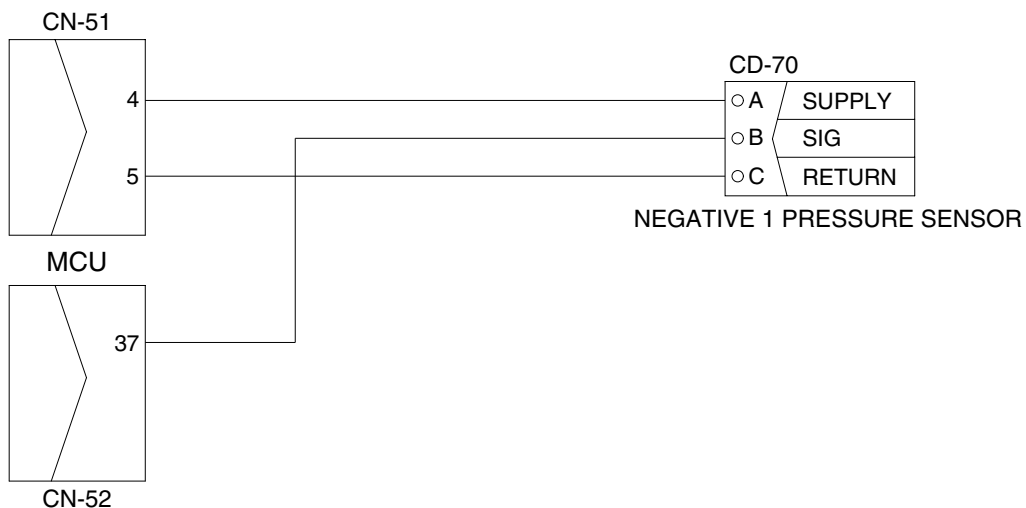 CN-51
4
5
MCU
37
CN-52
CD-70
A SUPPLY
B SIG
C RETURN
NEGATIVE 1 PRESSURE SENSOR